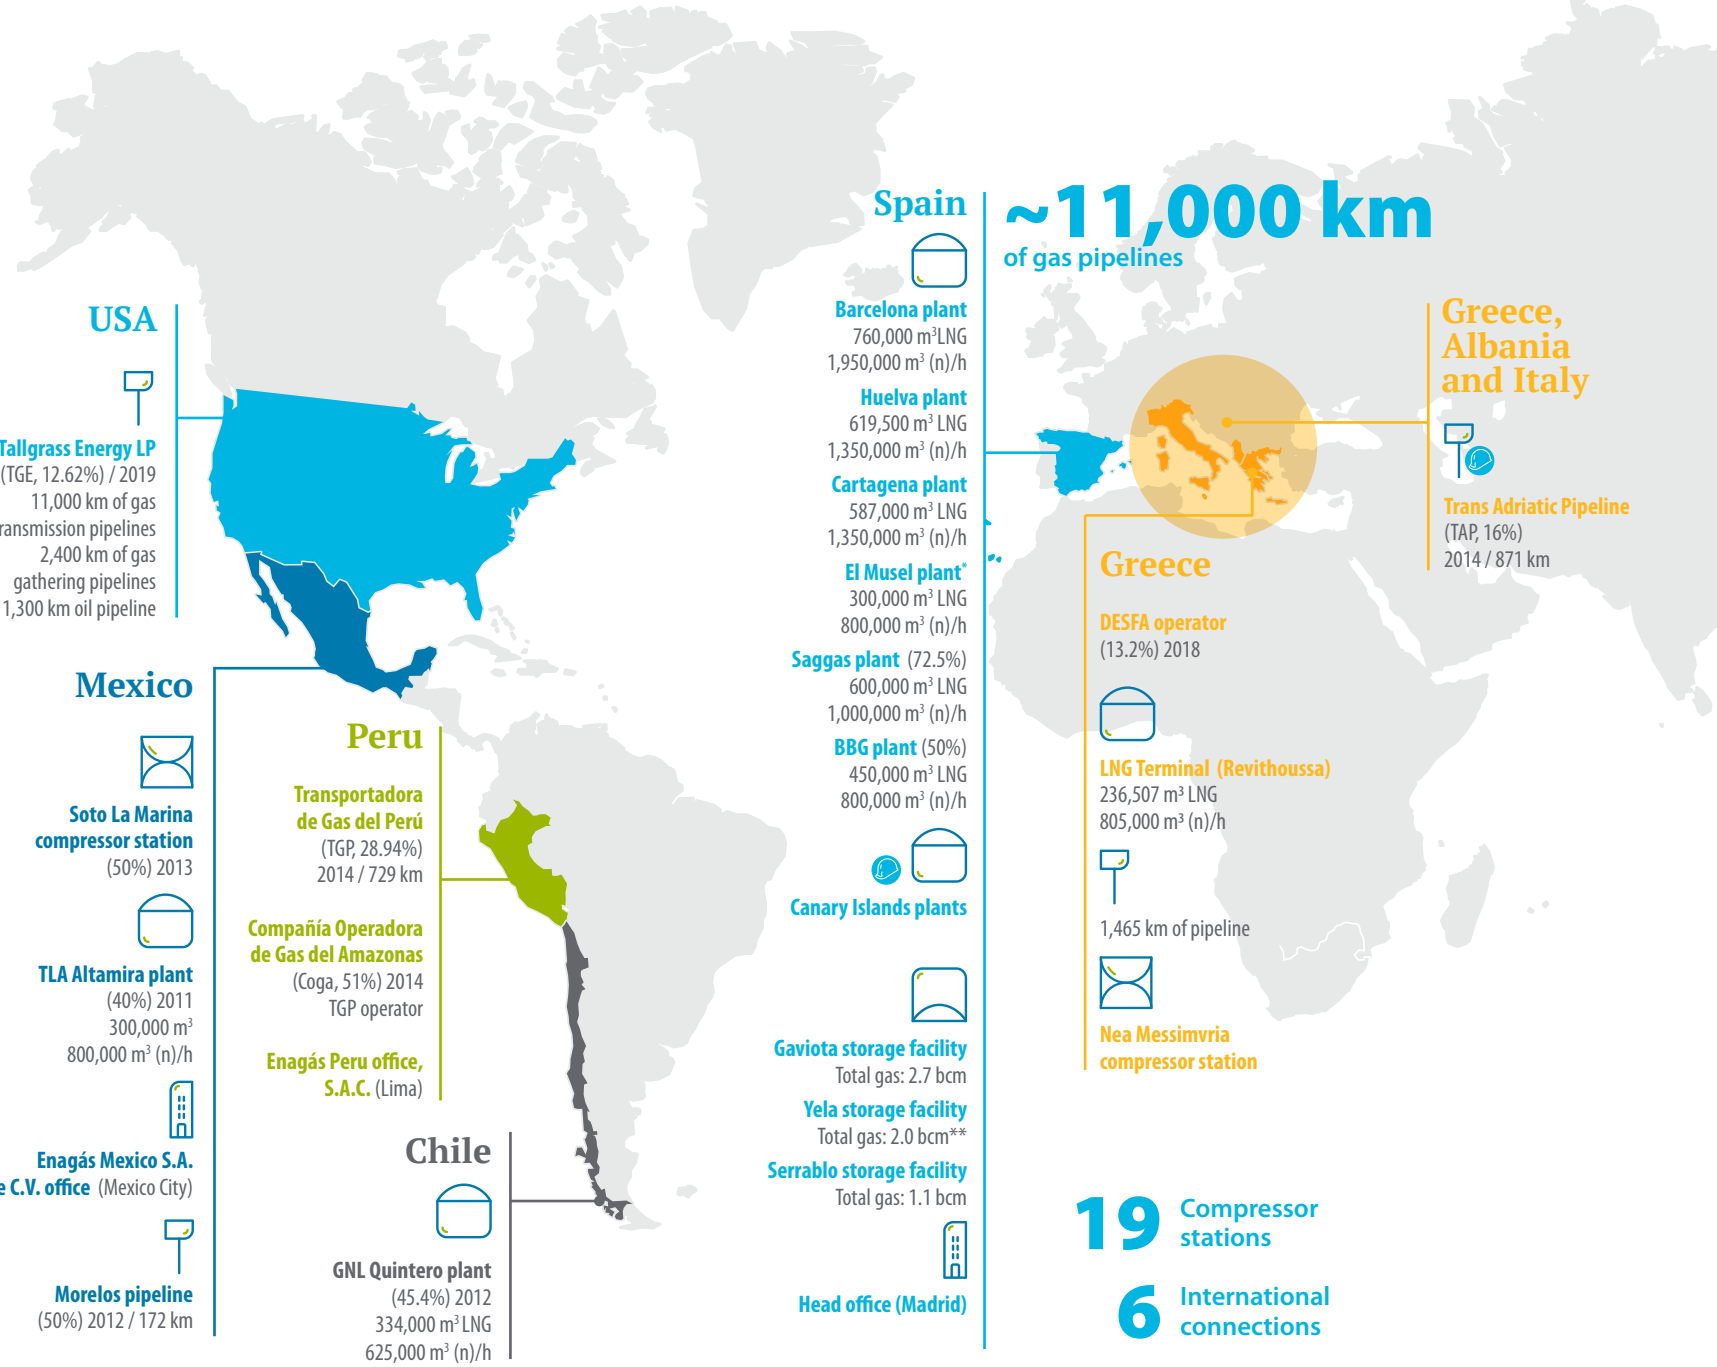 USA
Tallgrass Energy LP
(TGE, 12.62%) / 2019
11,000 km of gas
ransmission pipelines
2,400 km of gas
gathering pipelines
1,300 km oil pipeline
Mexico
Soto La Marina
compressor station
(50%) 2013
TLA Altamira plant
(40%) 2011
300,000 m³
800,000 m³ (n)/h
Enagás Mexico S.A.
e C.V. office (Mexico City)
Morelos pipeline
(50%) 2012 / 172 km
Peru
Transportadora
de Gas del Perú
(TGP, 28.94%)
2014 / 729 km
Compañía Operadora
de Gas del Amazonas
(Coga, 51%) 2014
TGP operator
Enagás Peru office,
S.A.C. (Lima)
Chile
GNL Quintero plant
(45.4%) 2012
334,000 m³ LNG
625,000 m³ (n)/h
Spain
Barcelona plant
760,000 m³LNG
1,950,000 m³ (n)/h
Huelva plant
619,500 m³ LNG
1,350,000 m³ (n)/h
Cartagena plant
587,000 m³ LNG
1,350,000 m³ (n)/h
El Musel plant*
300,000 m³ LNG
800,000 m³ (n)/h
Saggas plant (72.5%)
600,000 m³ LNG
1,000,000 m³ (n)/h
BBG plant (50%)
450,000 m³ LNG
800,000 m³ (n)/h
Canary Islands plants
Gaviota storage facility
Total gas: 2.7 bcm
Yela storage facility
Total gas: 2.0 bcm**
Serrablo storage facility
Total gas: 1.1 bcm
Head office (Madrid)
~11,000 km
of gas pipelines
Greece,
Albania
and Italy
Trans Adriatic Pipeline
(TAP, 16%)
2014 / 871 km
Greece
DESFA operator
(13.2%) 2018
LNG Terminal (Revithoussa)
236,507 m³ LNG
805,000 m³ (n)/h
1,465 km of pipeline
Nea Messimvria
compressor station
19 Compressor
stations
6 International
connections